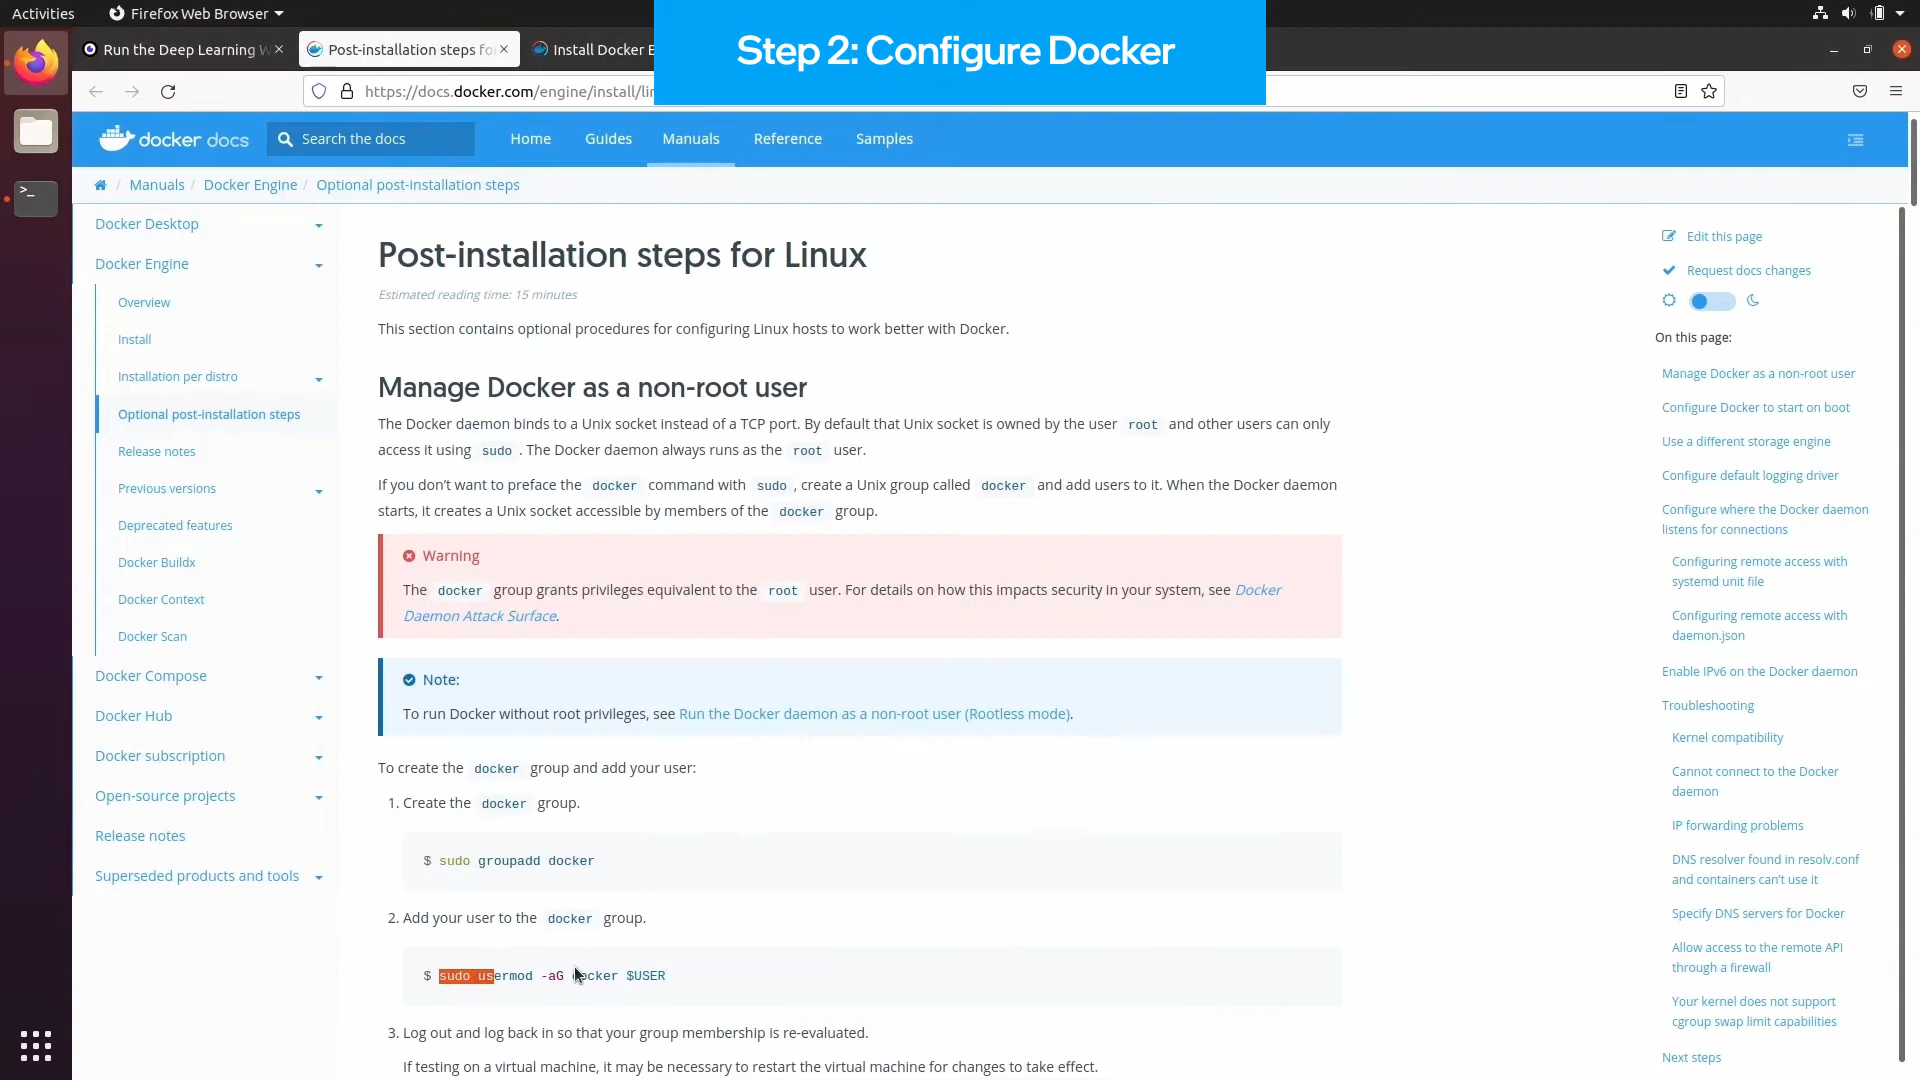 Activities
Firefox Web Browser
Step 2: Configure Docker
Run the Deep Learning W
Post-installation steps fo
Install Docker E
https://docs.docker.com/engine/install/lin
docker docs
Search the docs
Home
Guides
Manuals
Reference
Samples
/ Manuals / Docker Engine / Optional post-installation steps
Docker Desktop
Docker Engine
Overview
Install
Installation per distro
Optional post-installation steps
Release notes
Previous versions
Deprecated features
Docker Buildx
Docker Context
Docker Scan
Docker Compose
Docker Hub
Docker subscription
Open-source projects
Release notes
Superseded products and tools
Post-installation steps for Linux
Estimated reading time: 15 minutes
This section contains optional procedures for configuring Linux hosts to work better with Docker.
Manage Docker as a non-root user
The Docker daemon binds to a Unix socket instead of a TCP port. By default that Unix socket is owned by the user root and other users can only
access it using sudo . The Docker daemon always runs as the root user.
If you don’t want to preface the docker command with sudo , create a Unix group called docker and add users to it. When the Docker daemon
starts, it creates a Unix socket accessible by members of the docker group.
Warning
The docker group grants privileges equivalent to the root user. For details on how this impacts security in your system, see Docker
Daemon Attack Surface.
Note:
To run Docker without root privileges, see Run the Docker daemon as a non-root user (Rootless mode).
To create the docker group and add your user:
1. Create the docker group.
$ sudo groupadd docker
2. Add your user to the docker group.
$ sudo usermod -aG docker $USER
3. Log out and log back in so that your group membership is re-evaluated.
If testing on a virtual machine, it may be necessary to restart the virtual machine for changes to take effect.
Edit this page
Request docs changes
On this page:
Manage Docker as a non-root user
Configure Docker to start on boot
Use a different storage engine
Configure default logging driver
Configure where the Docker daemon
listens for connections
Configuring remote access with
systemd unit file
Configuring remote access with
daemon.json
Enable IPv6 on the Docker daemon
Troubleshooting
Kernel compatibility
Cannot connect to the Docker
daemon
IP forwarding problems
DNS resolver found in resolv.conf
and containers can’t use it
Specify DNS servers for Docker
Allow access to the remote API
through a firewall
Your kernel does not support
cgroup swap limit capabilities
Next steps